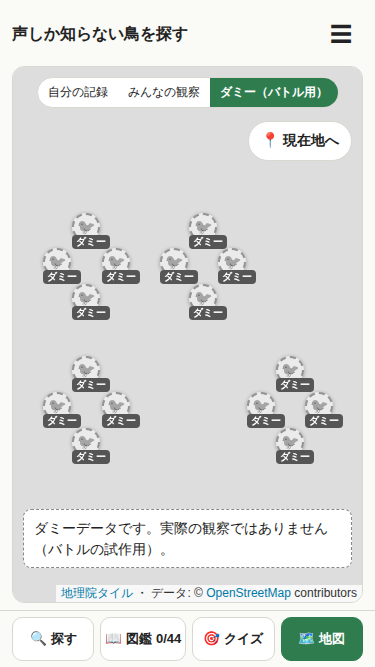 声しか知らない鳥を探す
自分の記録 みんなの観察 ダミー（バトル用）
📍 現在地へ
ダミー ダミー
ダミー ダミー ダミー ダミー
ダミー ダミー
ダミー ダミー
ダミー ダミー ダミー ダミー
ダミー ダミー
ダミーデータです。実際の観察ではありません
（バトルの試作用）。
地理院タイル ・ データ: © OpenStreetMap contributors
🔍 探す 📖 図鑑 0/44 🎯 クイズ 🗺️ 地図